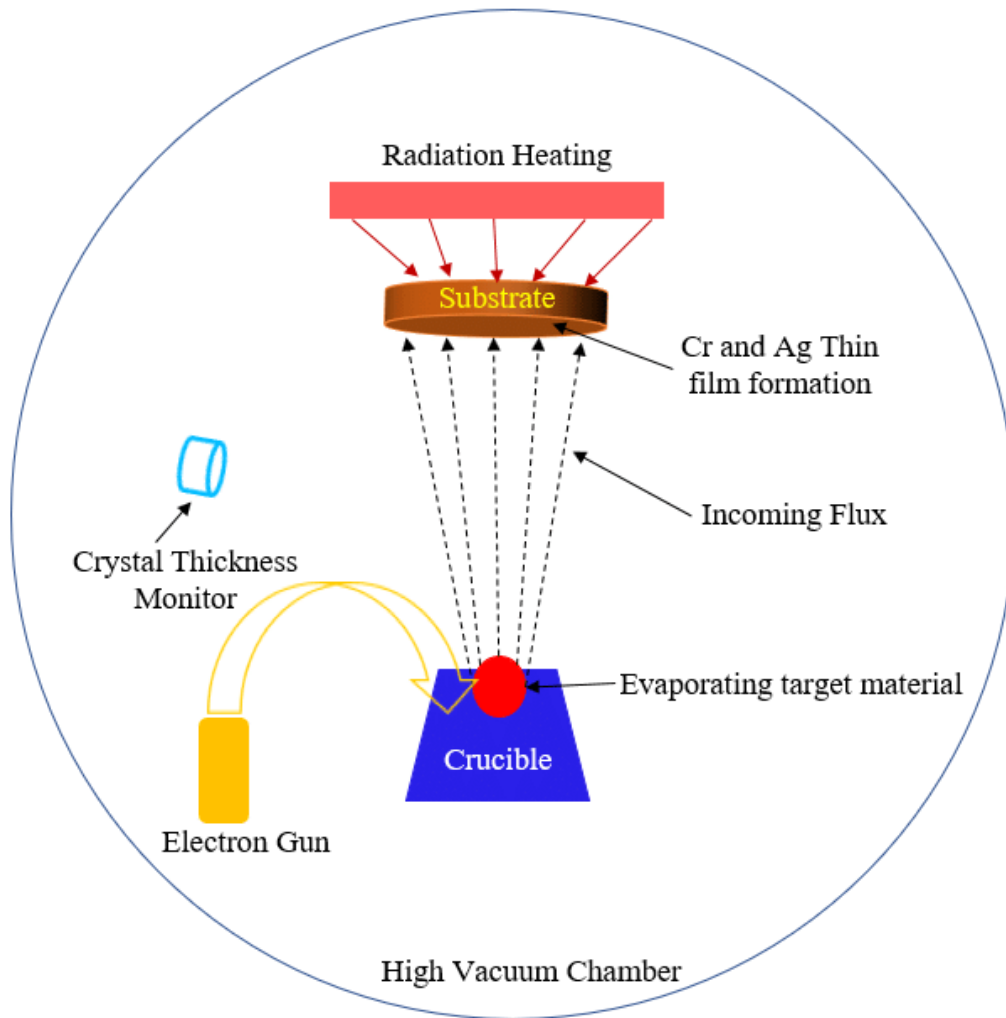 Radiation Heating
Substrate
Cr and Ag Thin
film formation
Incoming Flux
Crystal Thickness
Monitor
Evaporating target material
Crucible
Electron Gun
High Vacuum Chamber